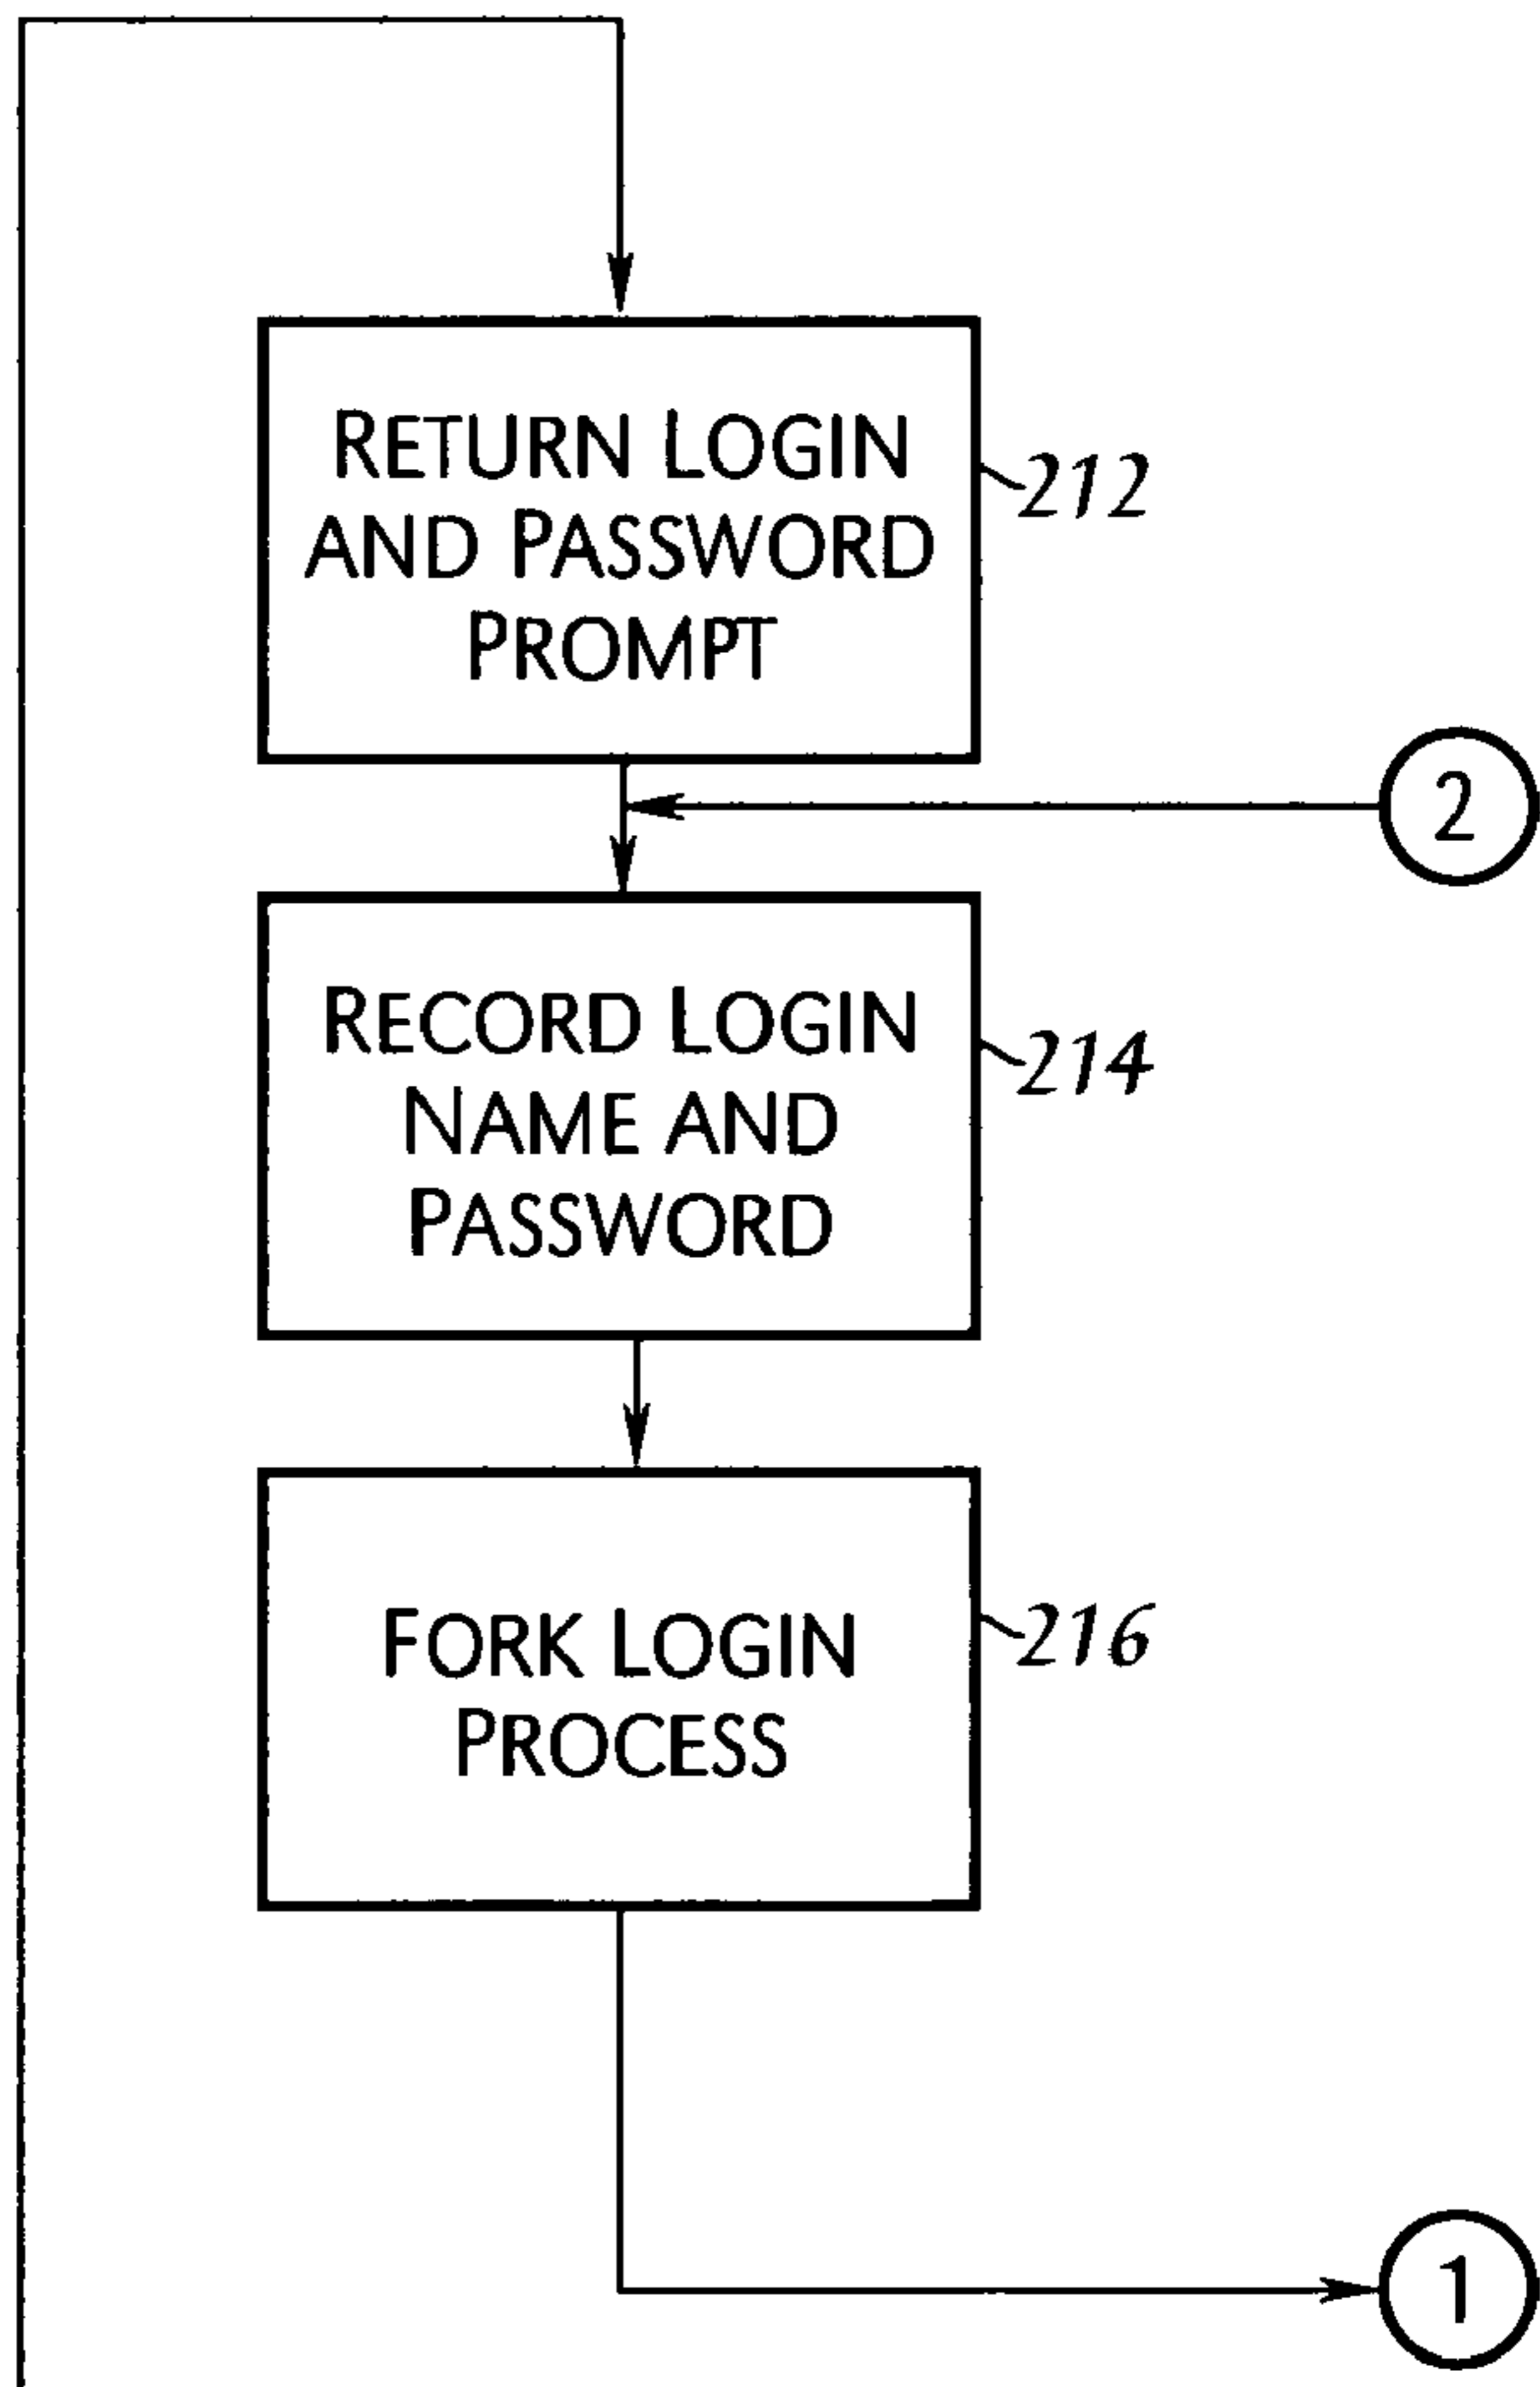 RETURN LOGIN
AND PASSWORD
PROMPT
212
2
RECORD LOGIN
NAME AND
PASSWORD
214
FORK LOGIN
PROCESS
216
1